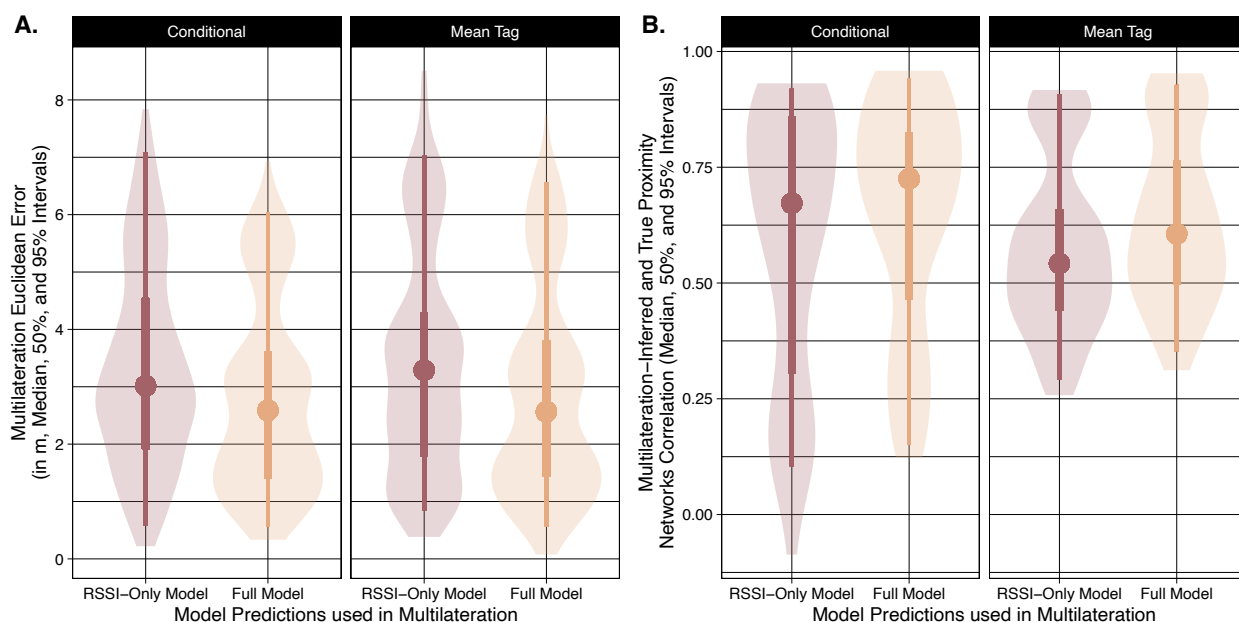 A.
Conditional
Mean Tag
Multilateration Euclidean Error
(in m, Median, 50%, and 95% Intervals)
8
6
4
2
0
RSSI−Only Model
Full Model
RSSI−Only Model
Full Model
Model Predictions used in Multilateration
B.
Conditional
Mean Tag
Multilateration−Inferred and True Proximity
Networks Correlation (Median, 50%, and 95% Intervals)
1.00
0.75
0.50
0.25
0.00
RSSI−Only Model
Full Model
RSSI−Only Model
Full Model
Model Predictions used in Multilateration